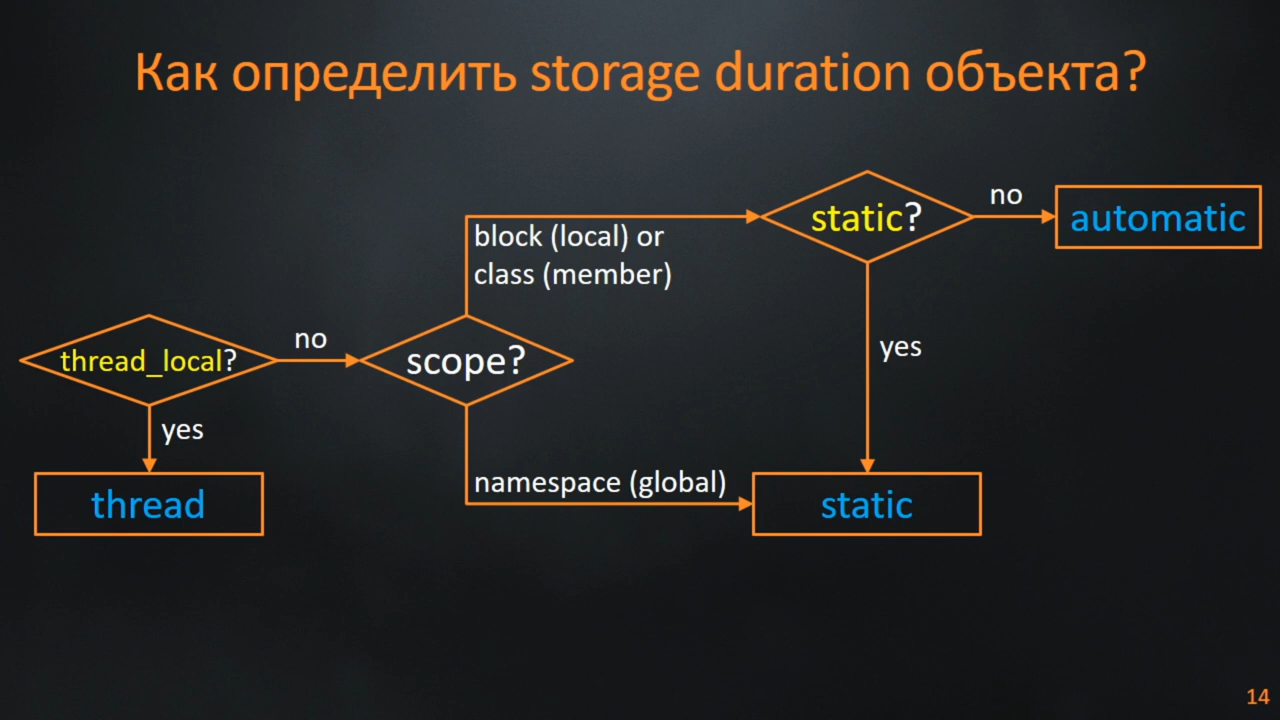 Как определить storage duration объекта?
static?
no
automatic
block (local) or
class (member)
thread_local?
no
scope?
yes
yes
namespace (global)
thread
static
14